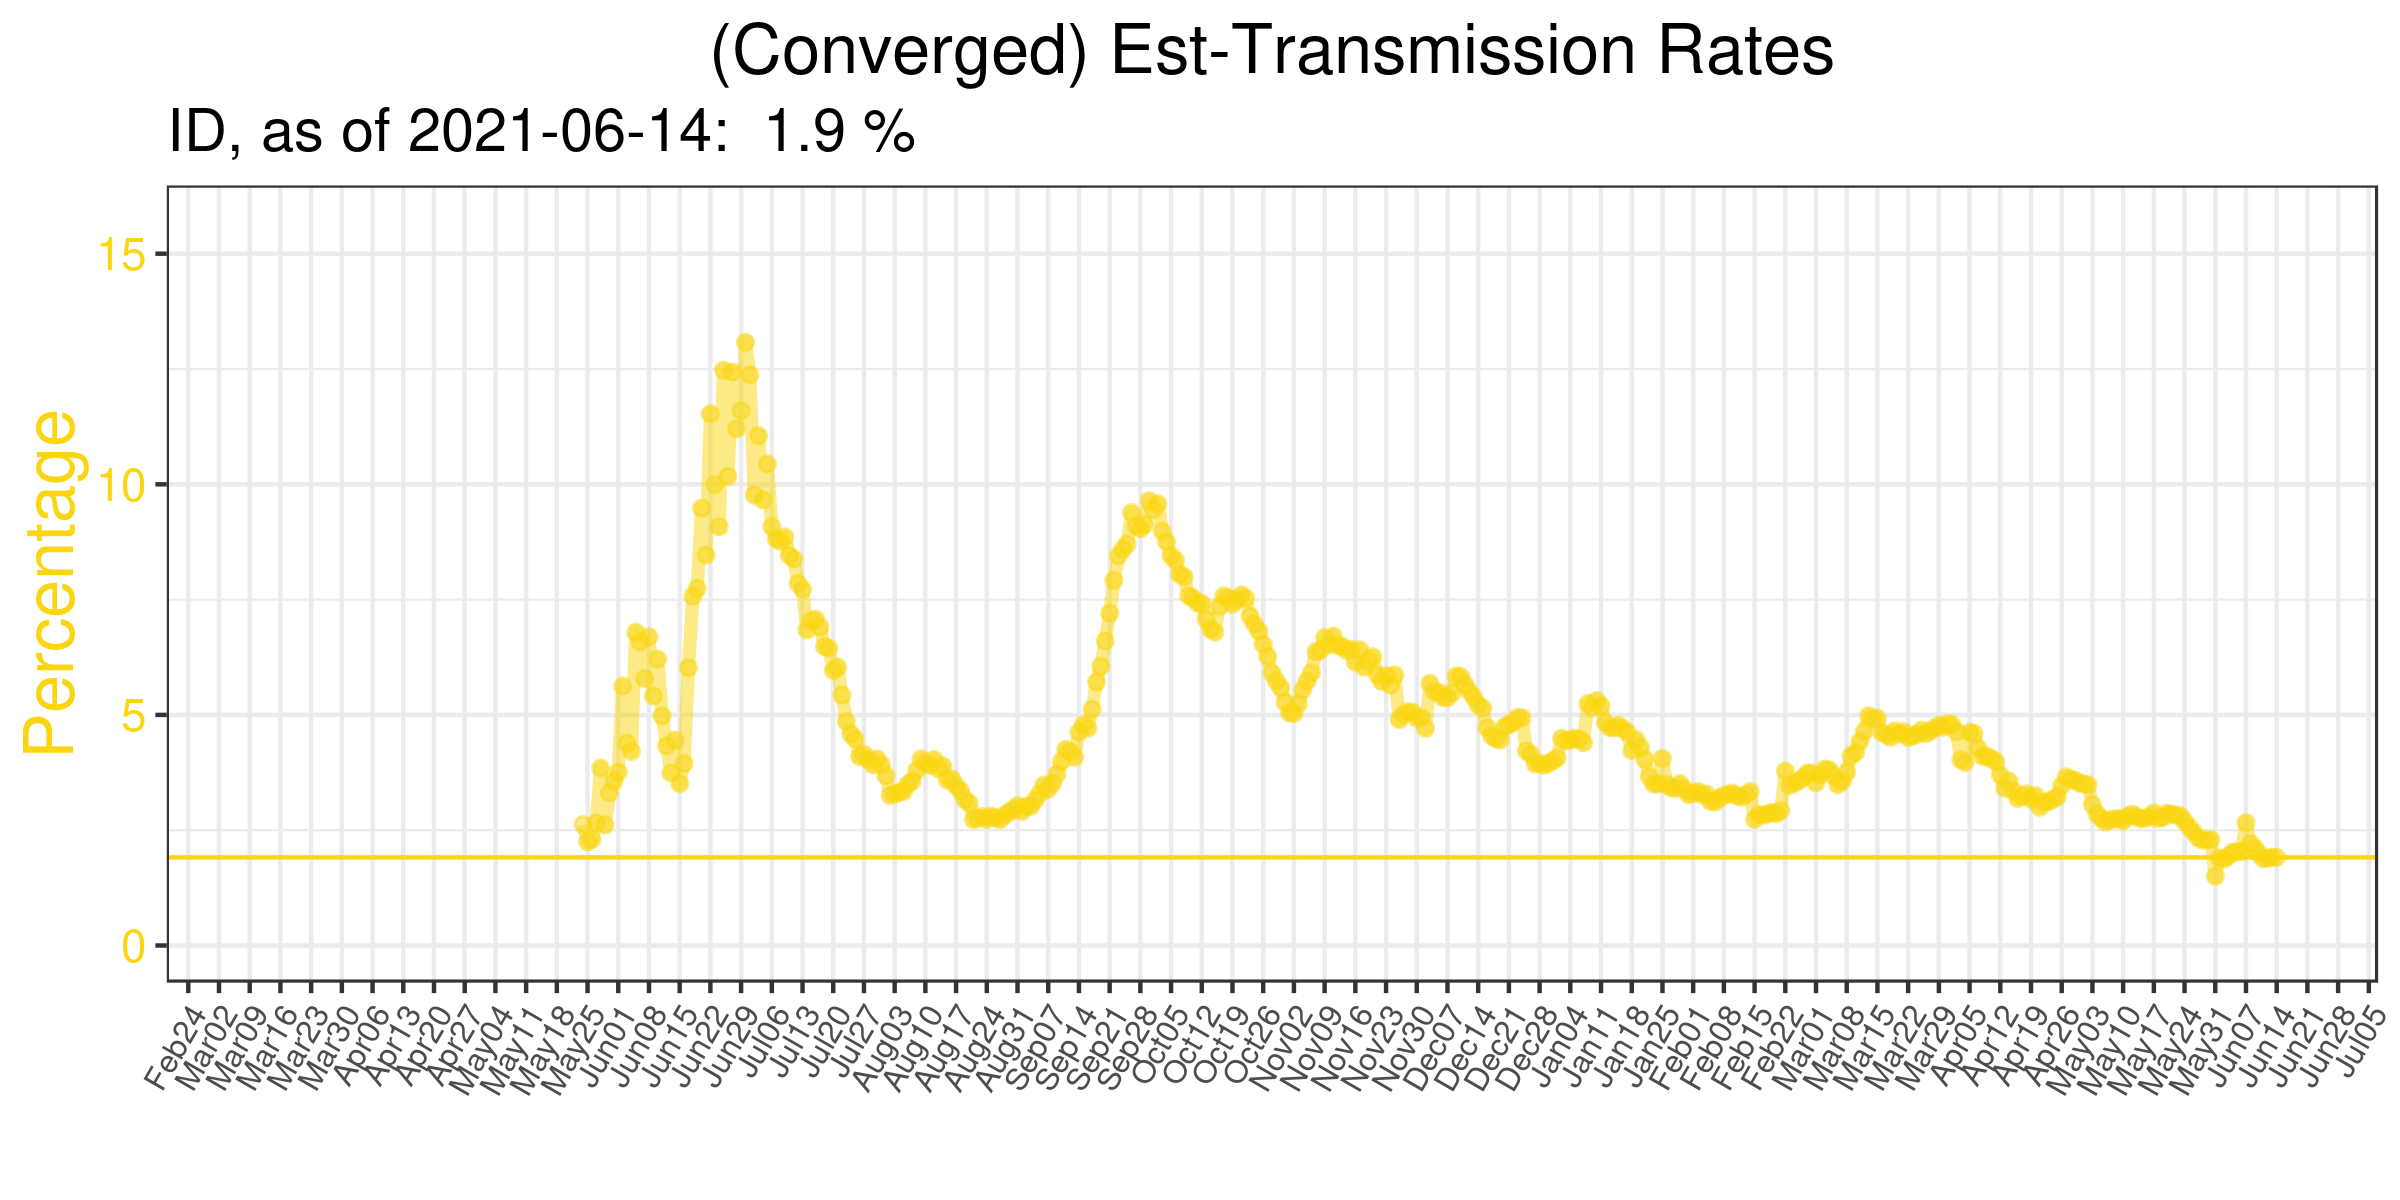 (Converged) Est-Transmission Rates
ID, as of 2021-06-14:  1.9 %
Percentage
15
10
5
0
Feb24
Mar02
Mar09
Mar16
Mar23
Mar30
Apr06
Apr13
Apr20
Apr27
May04
May11
May18
May25
Jun01
Jun08
Jun15
Jun22
Jun29
Jul06
Jul13
Jul20
Jul27
Aug03
Aug10
Aug17
Aug24
Aug31
Sep07
Sep14
Sep21
Sep28
Oct05
Oct12
Oct19
Oct26
Nov02
Nov09
Nov16
Nov23
Nov30
Dec07
Dec14
Dec21
Dec28
Jan04
Jan11
Jan18
Jan25
Feb01
Feb08
Feb15
Feb22
Mar01
Mar08
Mar15
Mar22
Mar29
Apr05
Apr12
Apr19
Apr26
May03
May10
May17
May24
May31
Jun07
Jun14
Jun21
Jun28
Jul05